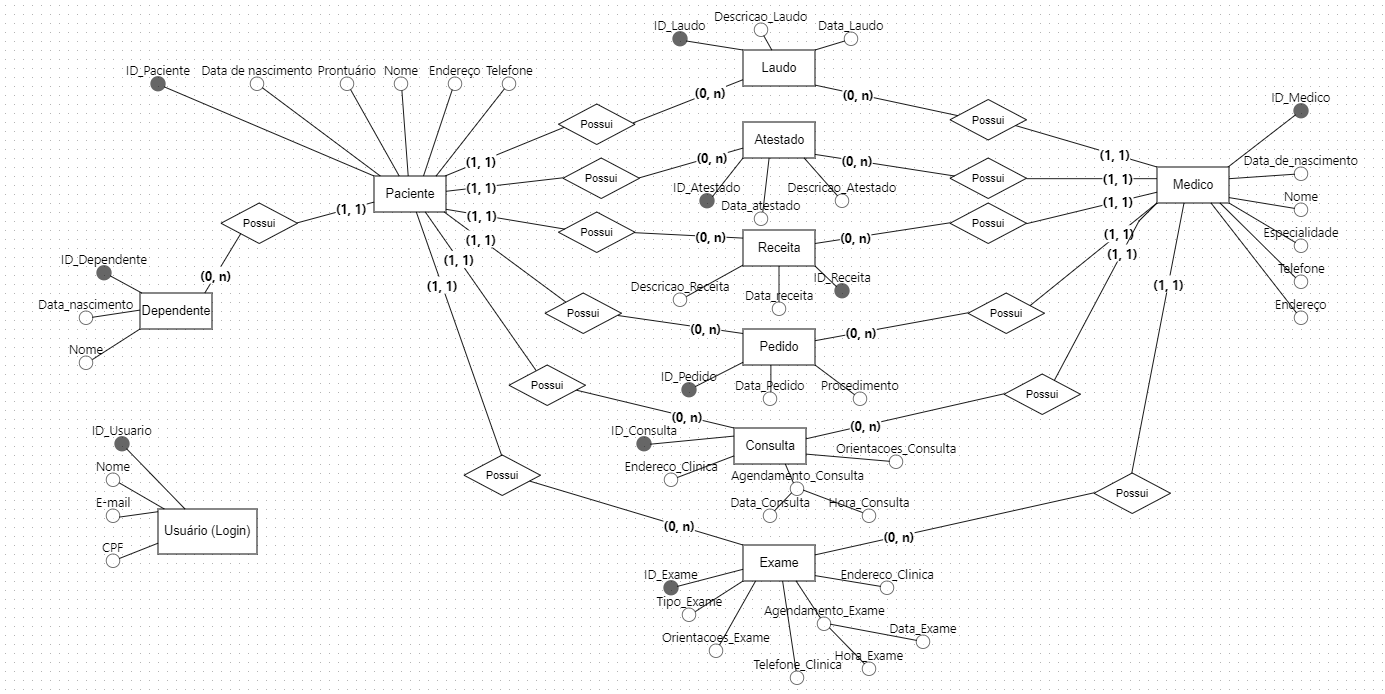 ID_Laudo
Descricao_Laudo
Data_Laudo
Laudo
ID_Paciente
Data de nascimento
Prontuário
Nome
Endereço
Telefone
Paciente
(0, n)
Possui
(1, 1)
(0, n)
Possui
(1, 1)
Atestado
ID_Atestado
Data_atestado
Descricao_Atestado
(1, 1)
Possui
(0, n)
(0, n)
Possui
(1, 1)
ID_Medico
Data_de_nascimento
Medico
Nome
Especialidade
Telefone
Endereço
(1, 1)
Possui
(0, n)
Receita
(0, n)
Possui
(1, 1)
Descricao_Receita
Data_receita
ID_Receita
(1, 1)
Possui
(0, n)
ID_Dependente
Data_nascimento
Dependente
Nome
(1, 1)
Possui
(0, n)
Pedido
(0, n)
Possui
(1, 1)
ID_Pedido
Data_Pedido
Procedimento
(1, 1)
Possui
(0, n)
Consulta
(0, n)
Possui
(1, 1)
ID_Consulta
Endereco_Clinica
Orientacoes_Consulta
Agendamento_Consulta
Data_Consulta
Hora_Consulta
ID_Usuario
Nome
E-mail
Usuário (Login)
CPF
(1, 1)
Possui
(0, n)
Exame
(0, n)
Possui
(1, 1)
ID_Exame
Tipo_Exame
Orientacoes_Exame
Telefone_Clinica
Endereco_Clinica
Agendamento_Exame
Data_Exame
Hora_Exame